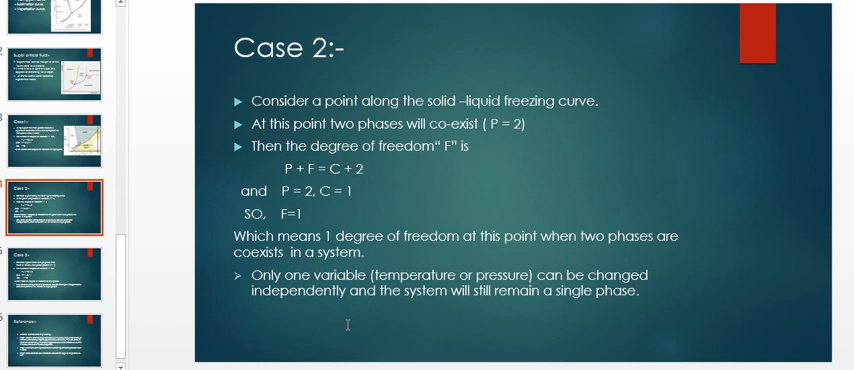 Case 2:-
Consider a point along the solid –liquid freezing curve.
At this point two phases will co-exist ( P = 2)
Then the degree of freedom“ F” is
P + F = C + 2
and P = 2, C = 1
SO, F=1
Which means 1 degree of freedom at this point when two phases are
coexists in a system.
Only one variable (temperature or pressure) can be changed
independently and the system will still remain a single phase.